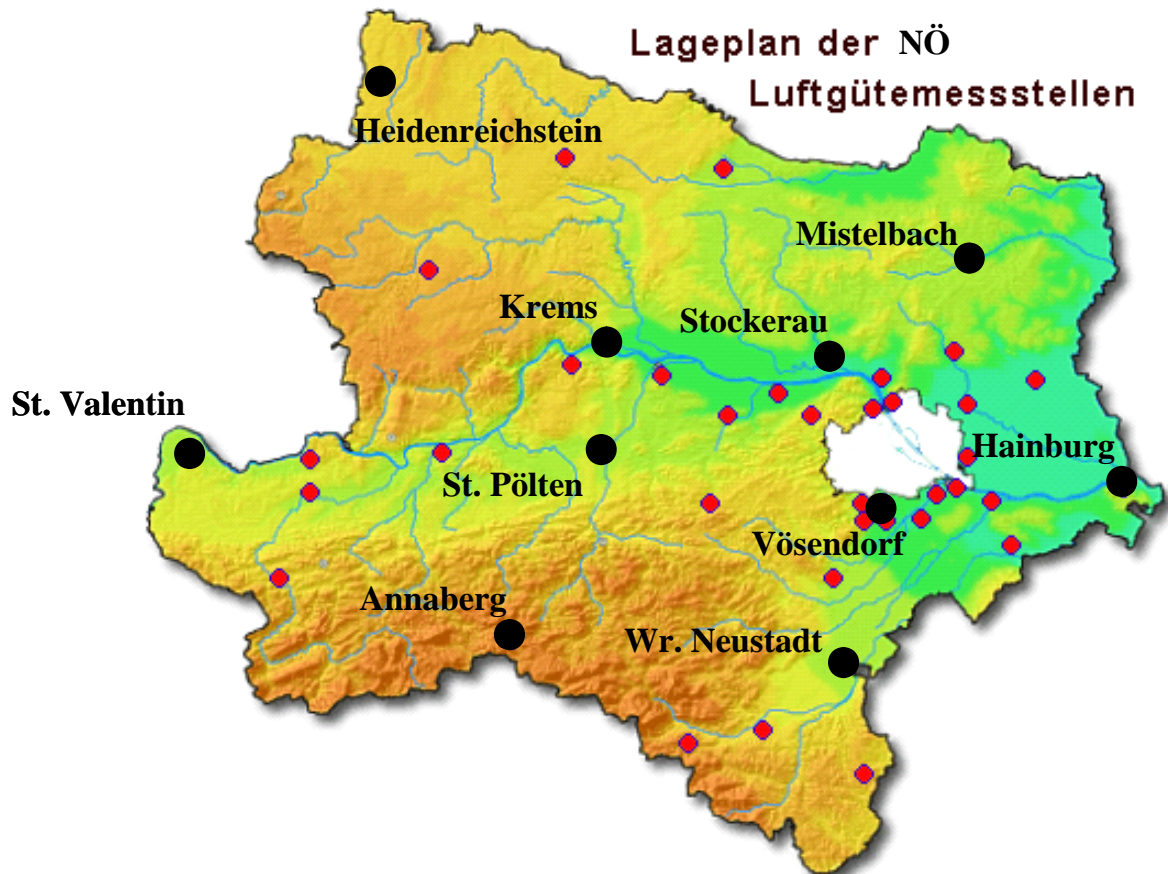 Lageplan der NÖ
Luftgütemessstellen
Heidenreichstein
Mistelbach
Krems
Stockerau
St. Valentin
Hainburg
St. Pölten
Vösendorf
Annaberg
Wr. Neustadt